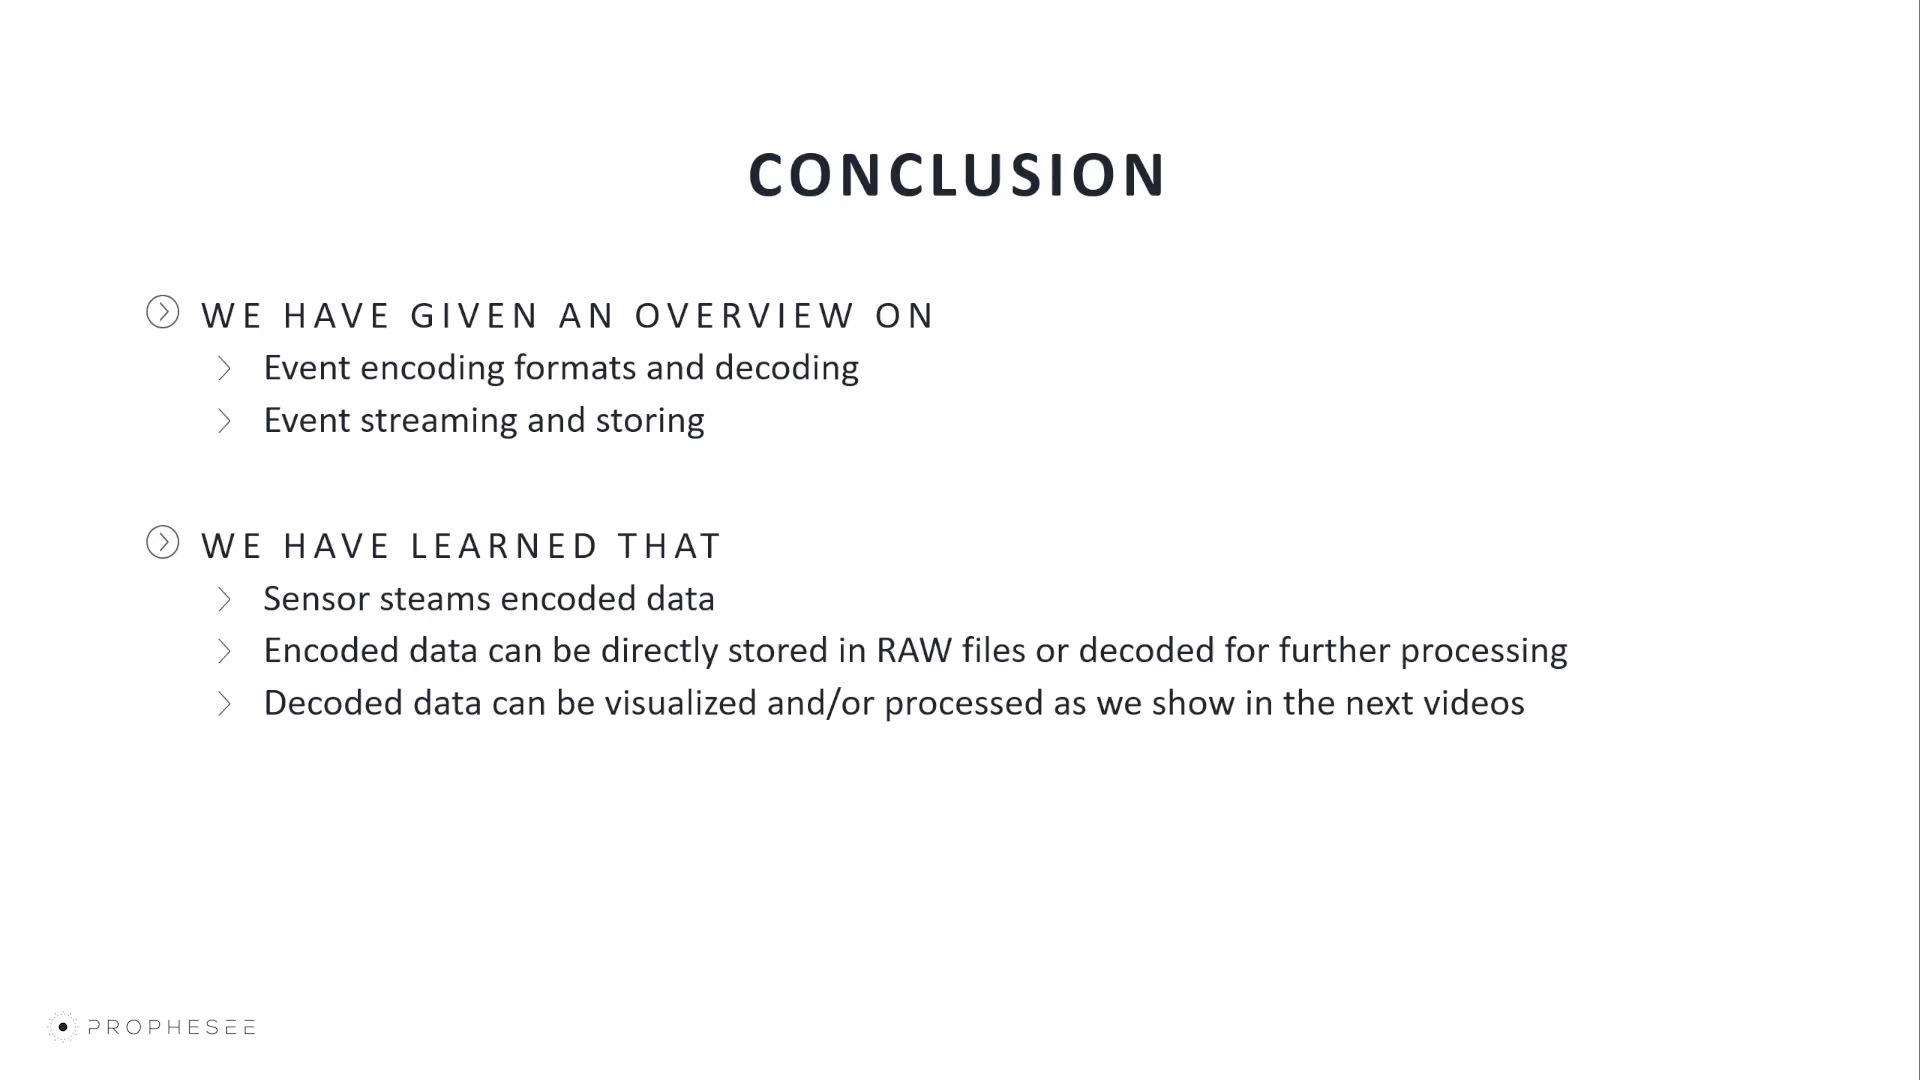 CONCLUSION
WE HAVE GIVEN AN OVERVIEW ON
Event encoding formats and decoding
Event streaming and storing
WE HAVE LEARNED THAT
Sensor steams encoded data
Encoded data can be directly stored in RAW files or decoded for further processing
Decoded data can be visualized and/or processed as we show in the next videos
PROPHESEE